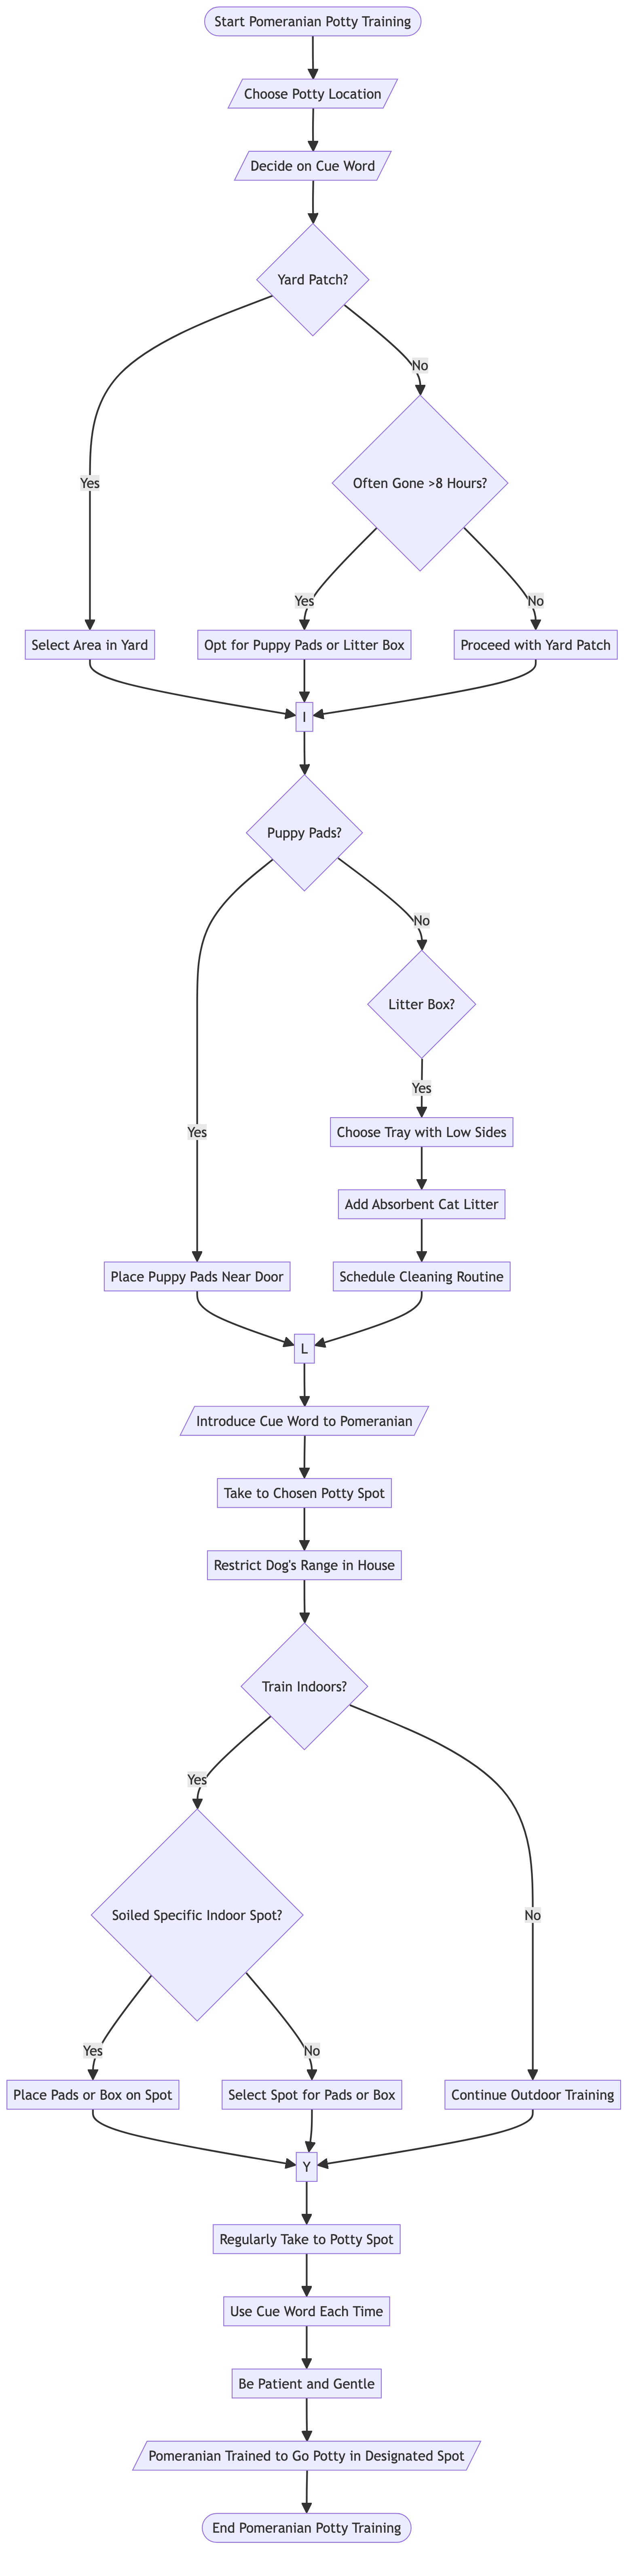 Start Pomeranian Potty Training
Choose Potty Location
Decide on Cue Word
Yard Patch?
No
Yes
Often Gone >8 Hours?
Yes
No
Select Area in Yard
Opt for Puppy Pads or Litter Box
Proceed with Yard Patch
I
Puppy Pads?
No
Litter Box?
Yes
Yes
Choose Tray with Low Sides
Add Absorbent Cat Litter
Place Puppy Pads Near Door
Schedule Cleaning Routine
L
Introduce Cue Word to Pomeranian
Take to Chosen Potty Spot
Restrict Dog's Range in House
Train Indoors?
Yes
Soiled Specific Indoor Spot?
No
Yes
No
Place Pads or Box on Spot
Select Spot for Pads or Box
Continue Outdoor Training
Y
Regularly Take to Potty Spot
Use Cue Word Each Time
Be Patient and Gentle
Pomeranian Trained to Go Potty in Designated Spot
End Pomeranian Potty Training